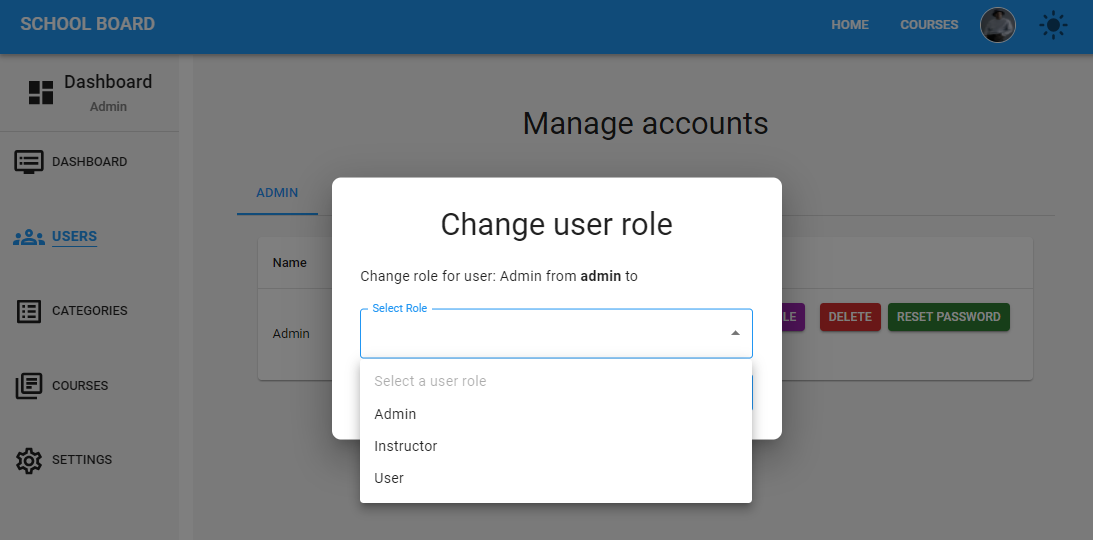 SCHOOL BOARD
HOME
COURSES
Dashboard
Admin
DASHBOARD
USERS
CATEGORIES
COURSES
SETTINGS
Manage accounts
ADMIN
Name
Admin
LE
DELETE
RESET PASSWORD
Change user role
Change role for user: Admin from admin to
Select Role
Select a user role
Admin
Instructor
User